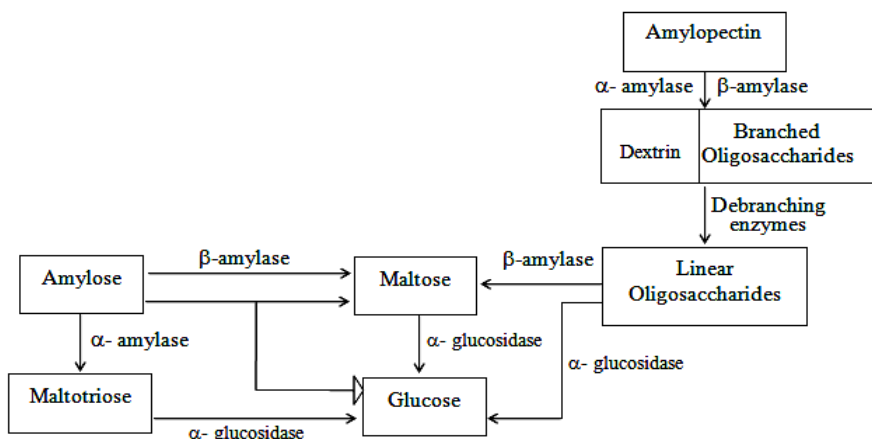 Amylopectin
α- amylase β-amylase
Dextrin
Branched
Oligosaccharides
Debranching
enzymes
Linear
Oligosaccharides
β-amylase
α- glucosidase
Amylose
β-amylase
Maltose
α- amylase
α- glucosidase
Maltotriose
α- glucosidase
Glucose